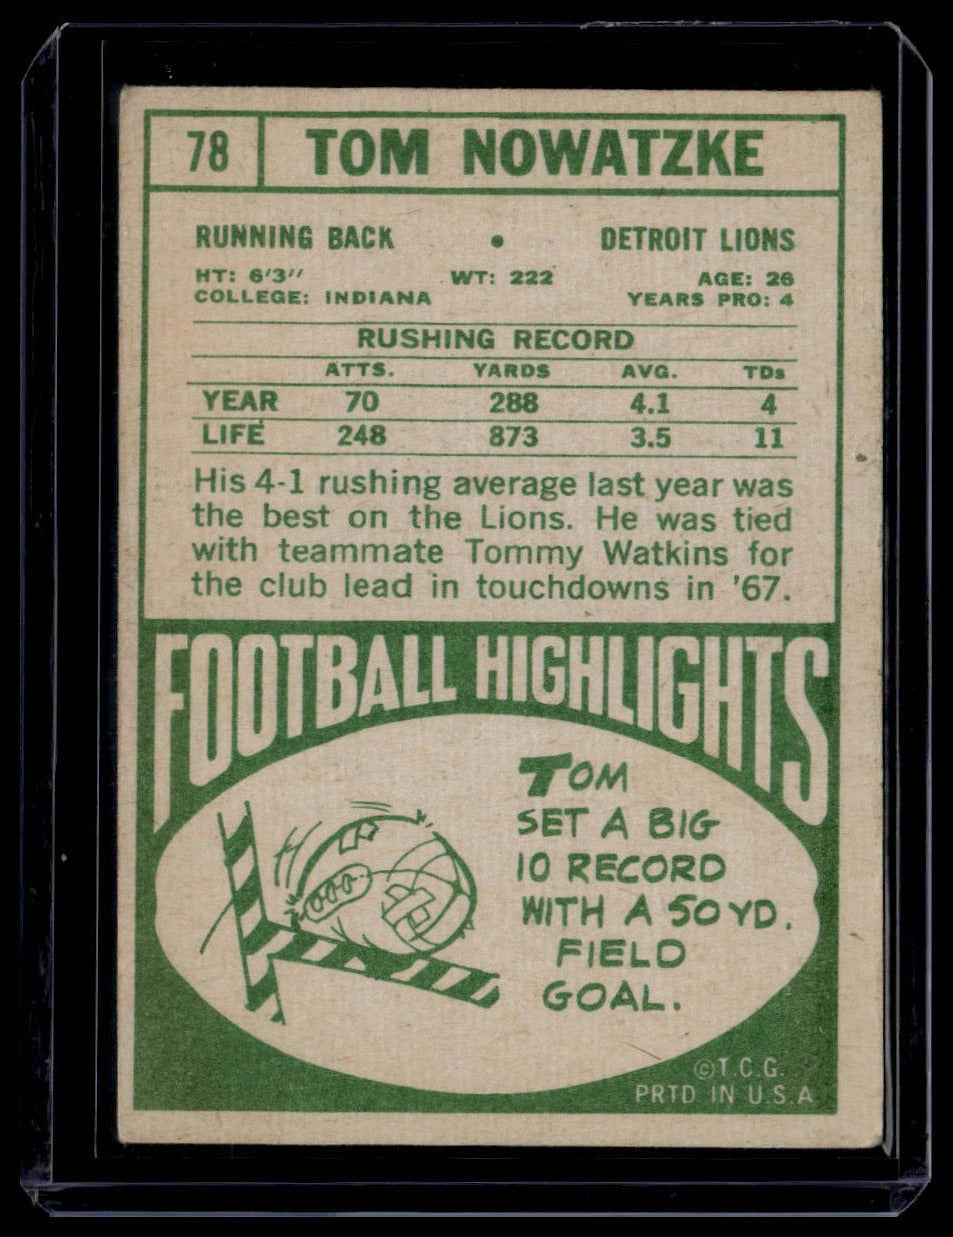 78 TOM NOWATZKE
RUNNING BACK • DETROIT LIONS
HT: 6'3" WT: 222 AGE: 26
COLLEGE: INDIANA YEARS PRO: 4
RUSHING RECORD
ATTS. YARDS AVG. TDs
YEAR 70 288 4.1 4
LIFE 248 873 3.5 11
His 4-1 rushing average last year was
the best on the Lions. He was tied
with teammate Tommy Watkins for
the club lead in touchdowns in '67.
FOOTBALL HIGHLIGHTS
TOM
SET A BIG
10 RECORD
WITH A 50 YD.
FIELD
GOAL.
©T.C.G.
PRTD IN U.S.A